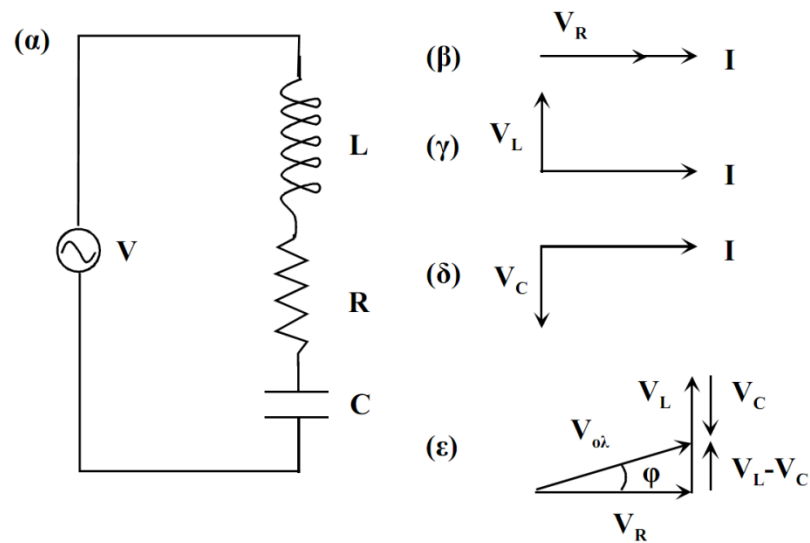 (α)
L
V
R
C
V_R
(β) I
V_L
(γ) I
(δ) I
V_C
(ε)
V_L V_C
V_ολ
φ V_L-V_C
V_R